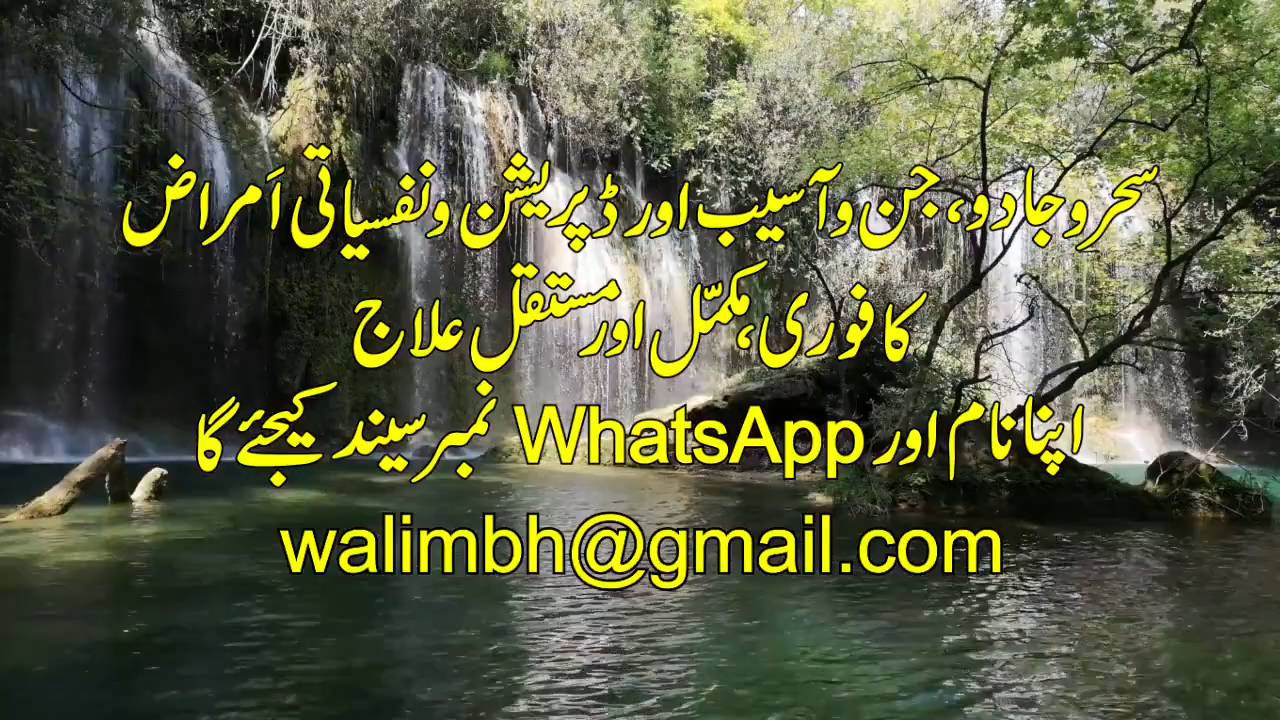 سحر و جادو، جن و آسیب اور ڈپریشن و نفسیاتی اَمراض
کا فوری، مکمّل اور مستقل علاج
اپنا نام اور WhatsApp نمبر سیند کیجئے گا
walimbh@gmail.com